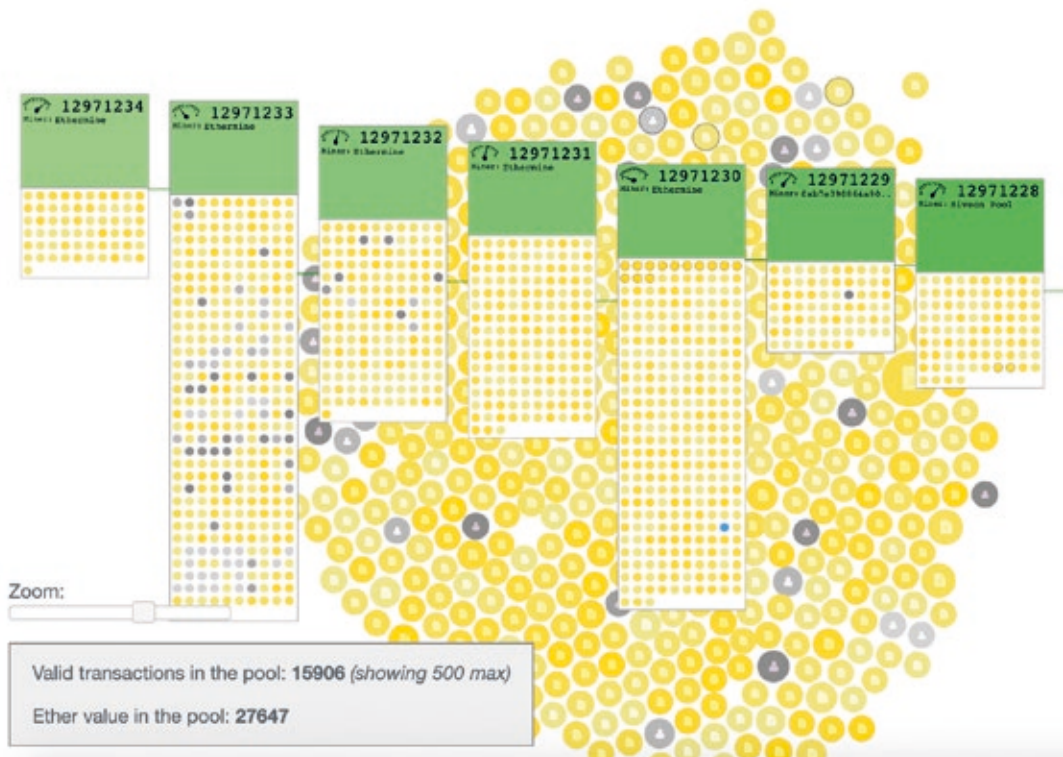 12971234
Miner: Ethermine
12971233
Miner: Ethermine
12971232
Miner: Ethermine
12971231
Miner: Ethermine
12971230
Miner: Ethermine
12971229
Miner:
12971228
Miner: Hiveon Pool
Zoom:
Valid transactions in the pool: 15906 (showing 500 max)
Ether value in the pool: 27647